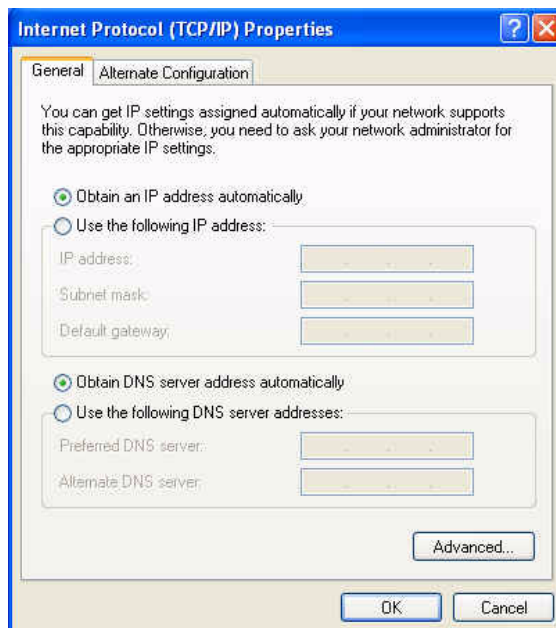 Internet Protocol (TCP/IP) Properties
General
Alternate Configuration
You can get IP settings assigned automatically if your network supports
this capability. Otherwise, you need to ask your network administrator for
the appropriate IP settings.
Obtain an IP address automatically
Use the following IP address:
IP address:
Subnet mask:
Default gateway:
Obtain DNS server address automatically
Use the following DNS server addresses:
Preferred DNS server:
Alternate DNS server:
Advanced...
OK
Cancel